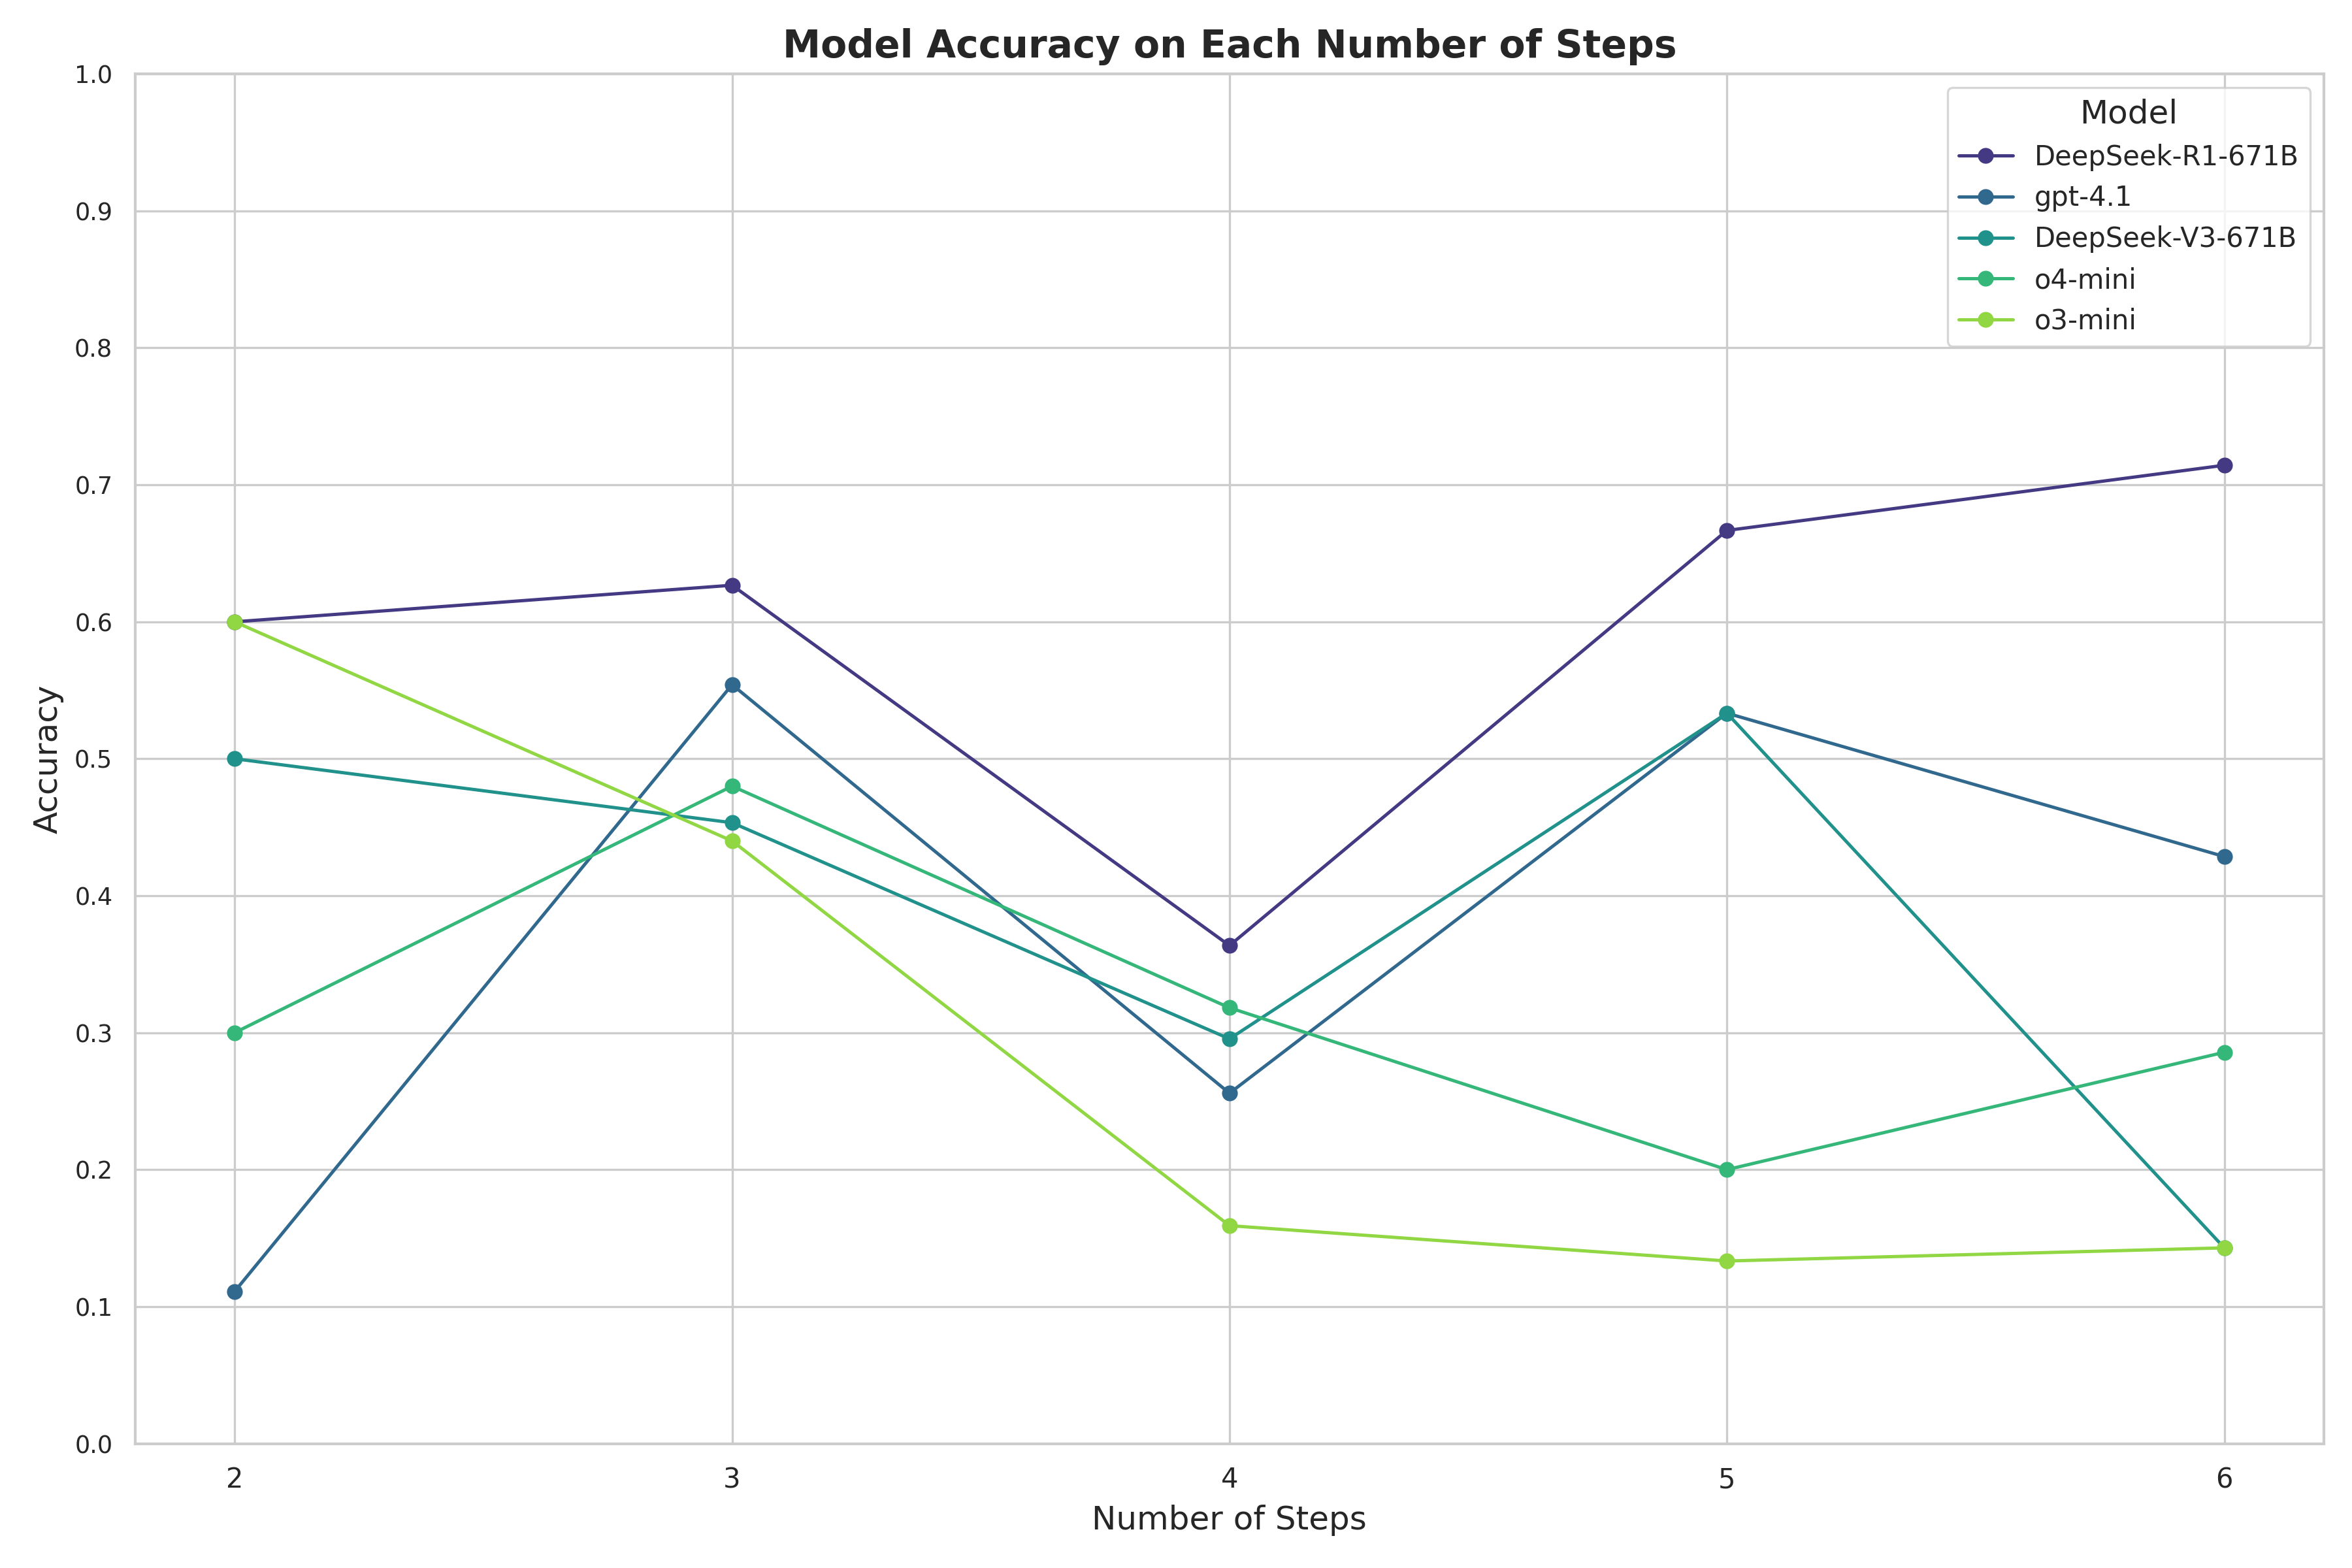 Model Accuracy on Each Number of Steps
1.0
0.9
0.8
0.7
0.6
0.5
0.4
0.3
0.2
0.1
0.0
Accuracy
Model
DeepSeek-R1-671B
gpt-4.1
DeepSeek-V3-671B
o4-mini
o3-mini
2 3 4 5 6
Number of Steps